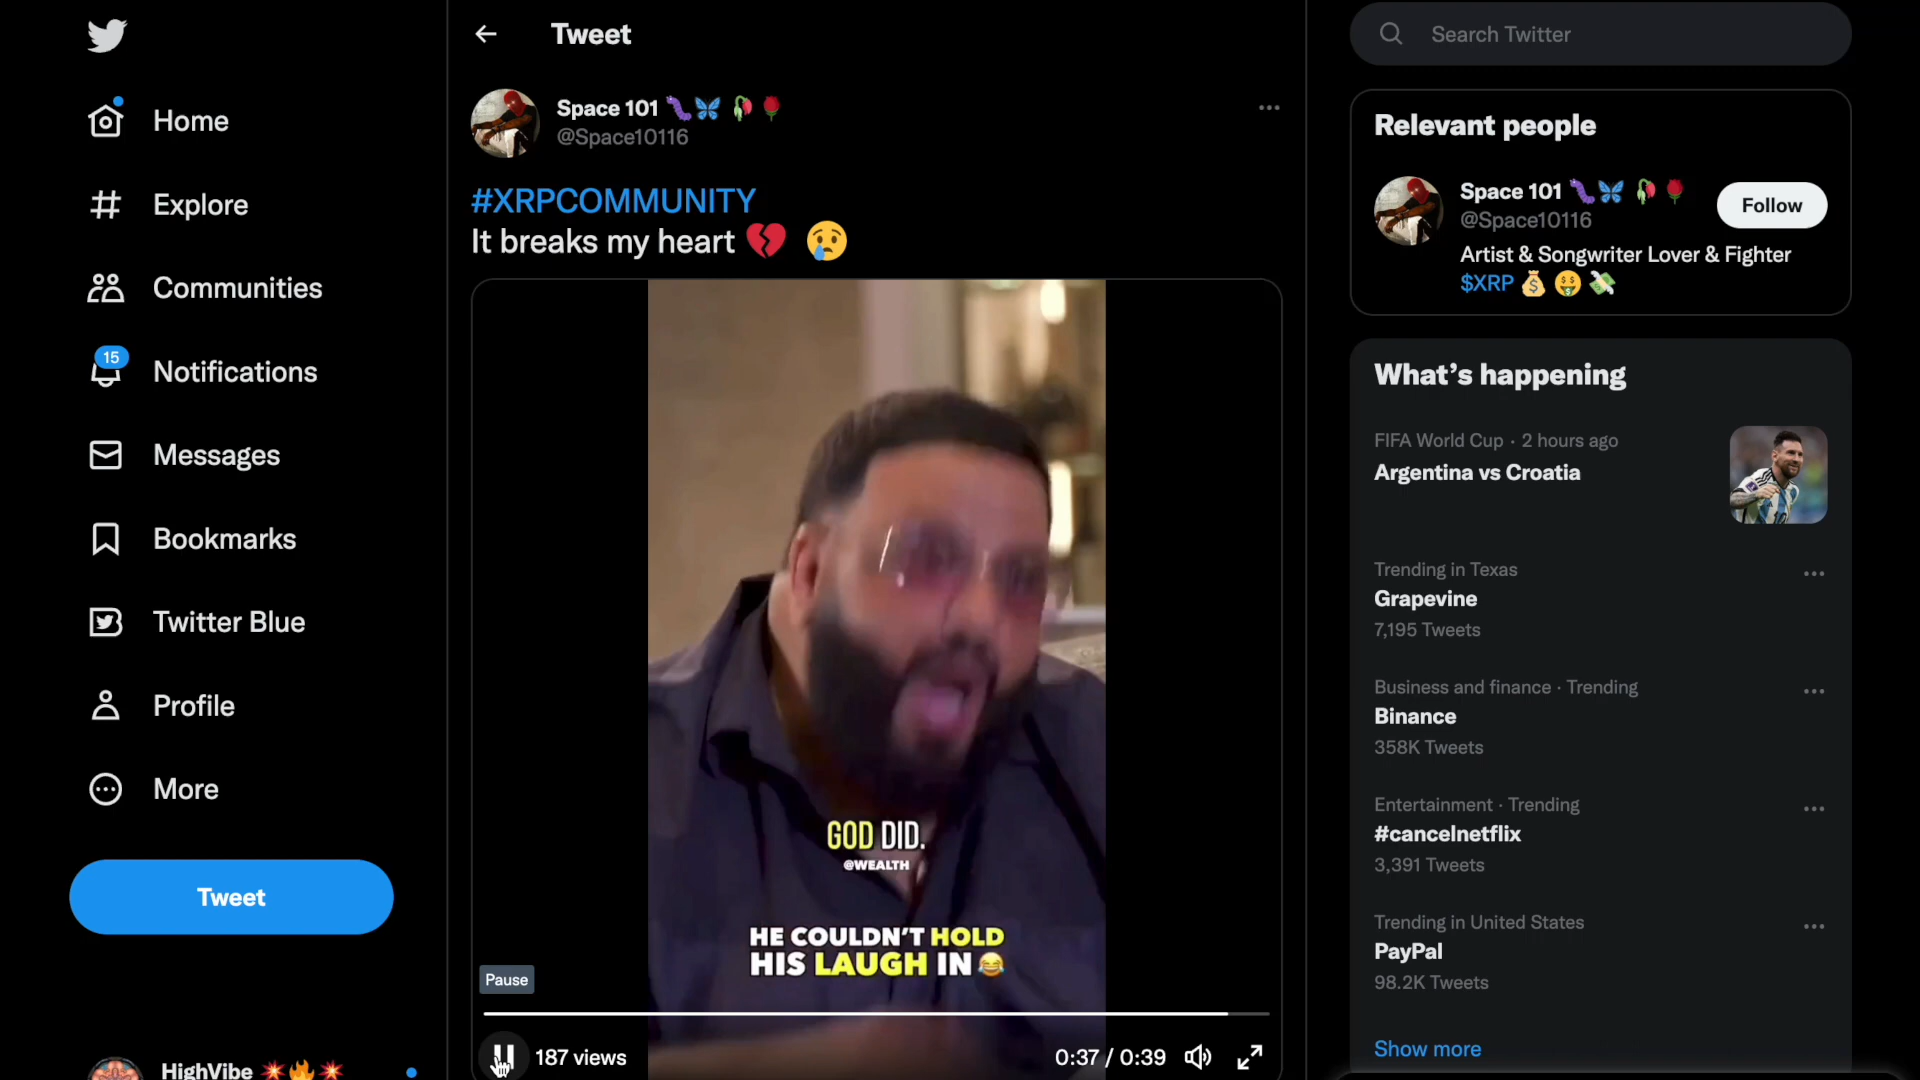 Home
Explore
Communities
15
Notifications
Messages
Bookmarks
Twitter Blue
Profile
More
Tweet
HighVibe 💥🔥💥
Tweet
Space 101 🐛🦋 🥀🌹
@Space10116
#XRPCOMMUNITY
It breaks my heart 💔 😢
GOD DID.
@WEALTH
HE COULDN'T HOLD
HIS LAUGH IN 😂
Pause
187 views
0:37 / 0:39
Search Twitter
Relevant people
Space 101 🐛🦋 🥀🌹
@Space10116
Follow
Artist & Songwriter Lover & Fighter
$XRP 💰 🤑 💸
What's happening
FIFA World Cup · 2 hours ago
Argentina vs Croatia
Trending in Texas
Grapevine
7,195 Tweets
Business and finance · Trending
Binance
358K Tweets
Entertainment · Trending
#cancelnetflix
3,391 Tweets
Trending in United States
PayPal
98.2K Tweets
Show more